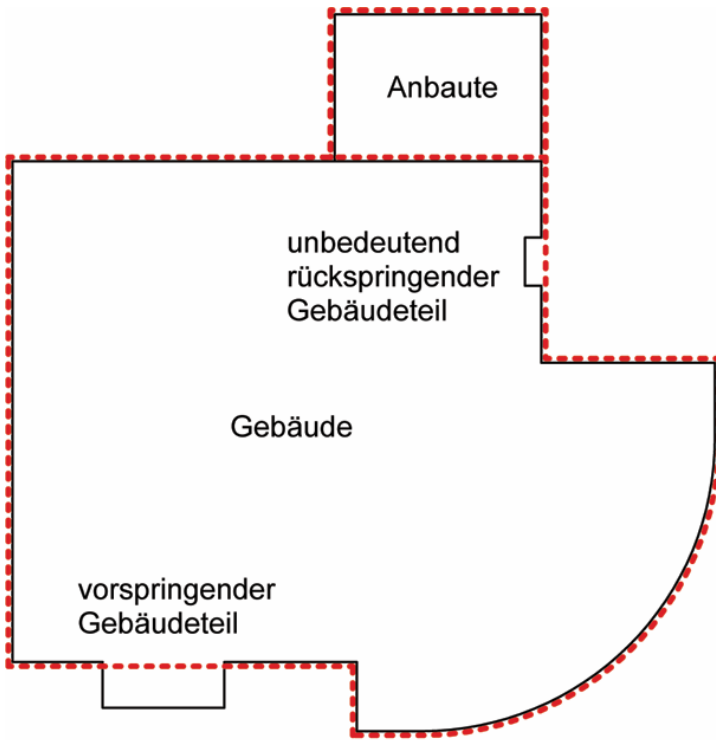 Anbaute
unbedeutend
rückspringender
Gebäudeteil
Gebäude
vorspringender
Gebäudeteil